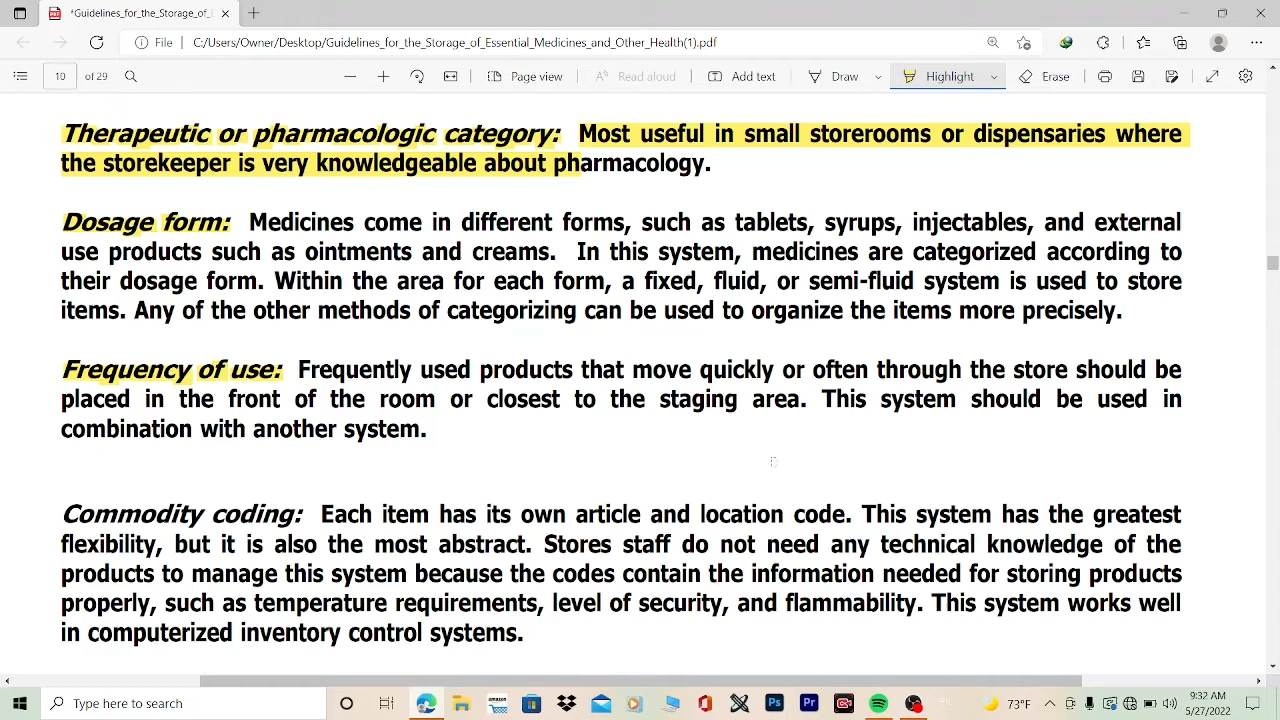 *Guidelines_for_the_Storage_of_
File C:/Users/Owner/Desktop/Guidelines_for_the_Storage_of_Essential_Medicines_and_Other_Health(1).pdf
10 of 29 Page view Read aloud Add text Draw Highlight Erase
Therapeutic or pharmacologic category: Most useful in small storerooms or dispensaries where
the storekeeper is very knowledgeable about pharmacology.
Dosage form: Medicines come in different forms, such as tablets, syrups, injectables, and external
use products such as ointments and creams. In this system, medicines are categorized according to
their dosage form. Within the area for each form, a fixed, fluid, or semi-fluid system is used to store
items. Any of the other methods of categorizing can be used to organize the items more precisely.
Frequency of use: Frequently used products that move quickly or often through the store should be
placed in the front of the room or closest to the staging area. This system should be used in
combination with another system.
Commodity coding: Each item has its own article and location code. This system has the greatest
flexibility, but it is also the most abstract. Stores staff do not need any technical knowledge of the
products to manage this system because the codes contain the information needed for storing products
properly, such as temperature requirements, level of security, and flammability. This system works well
in computerized inventory control systems.
Type here to search
amazon
Ps
Pr
73°F
5:32 AM
5/27/2022